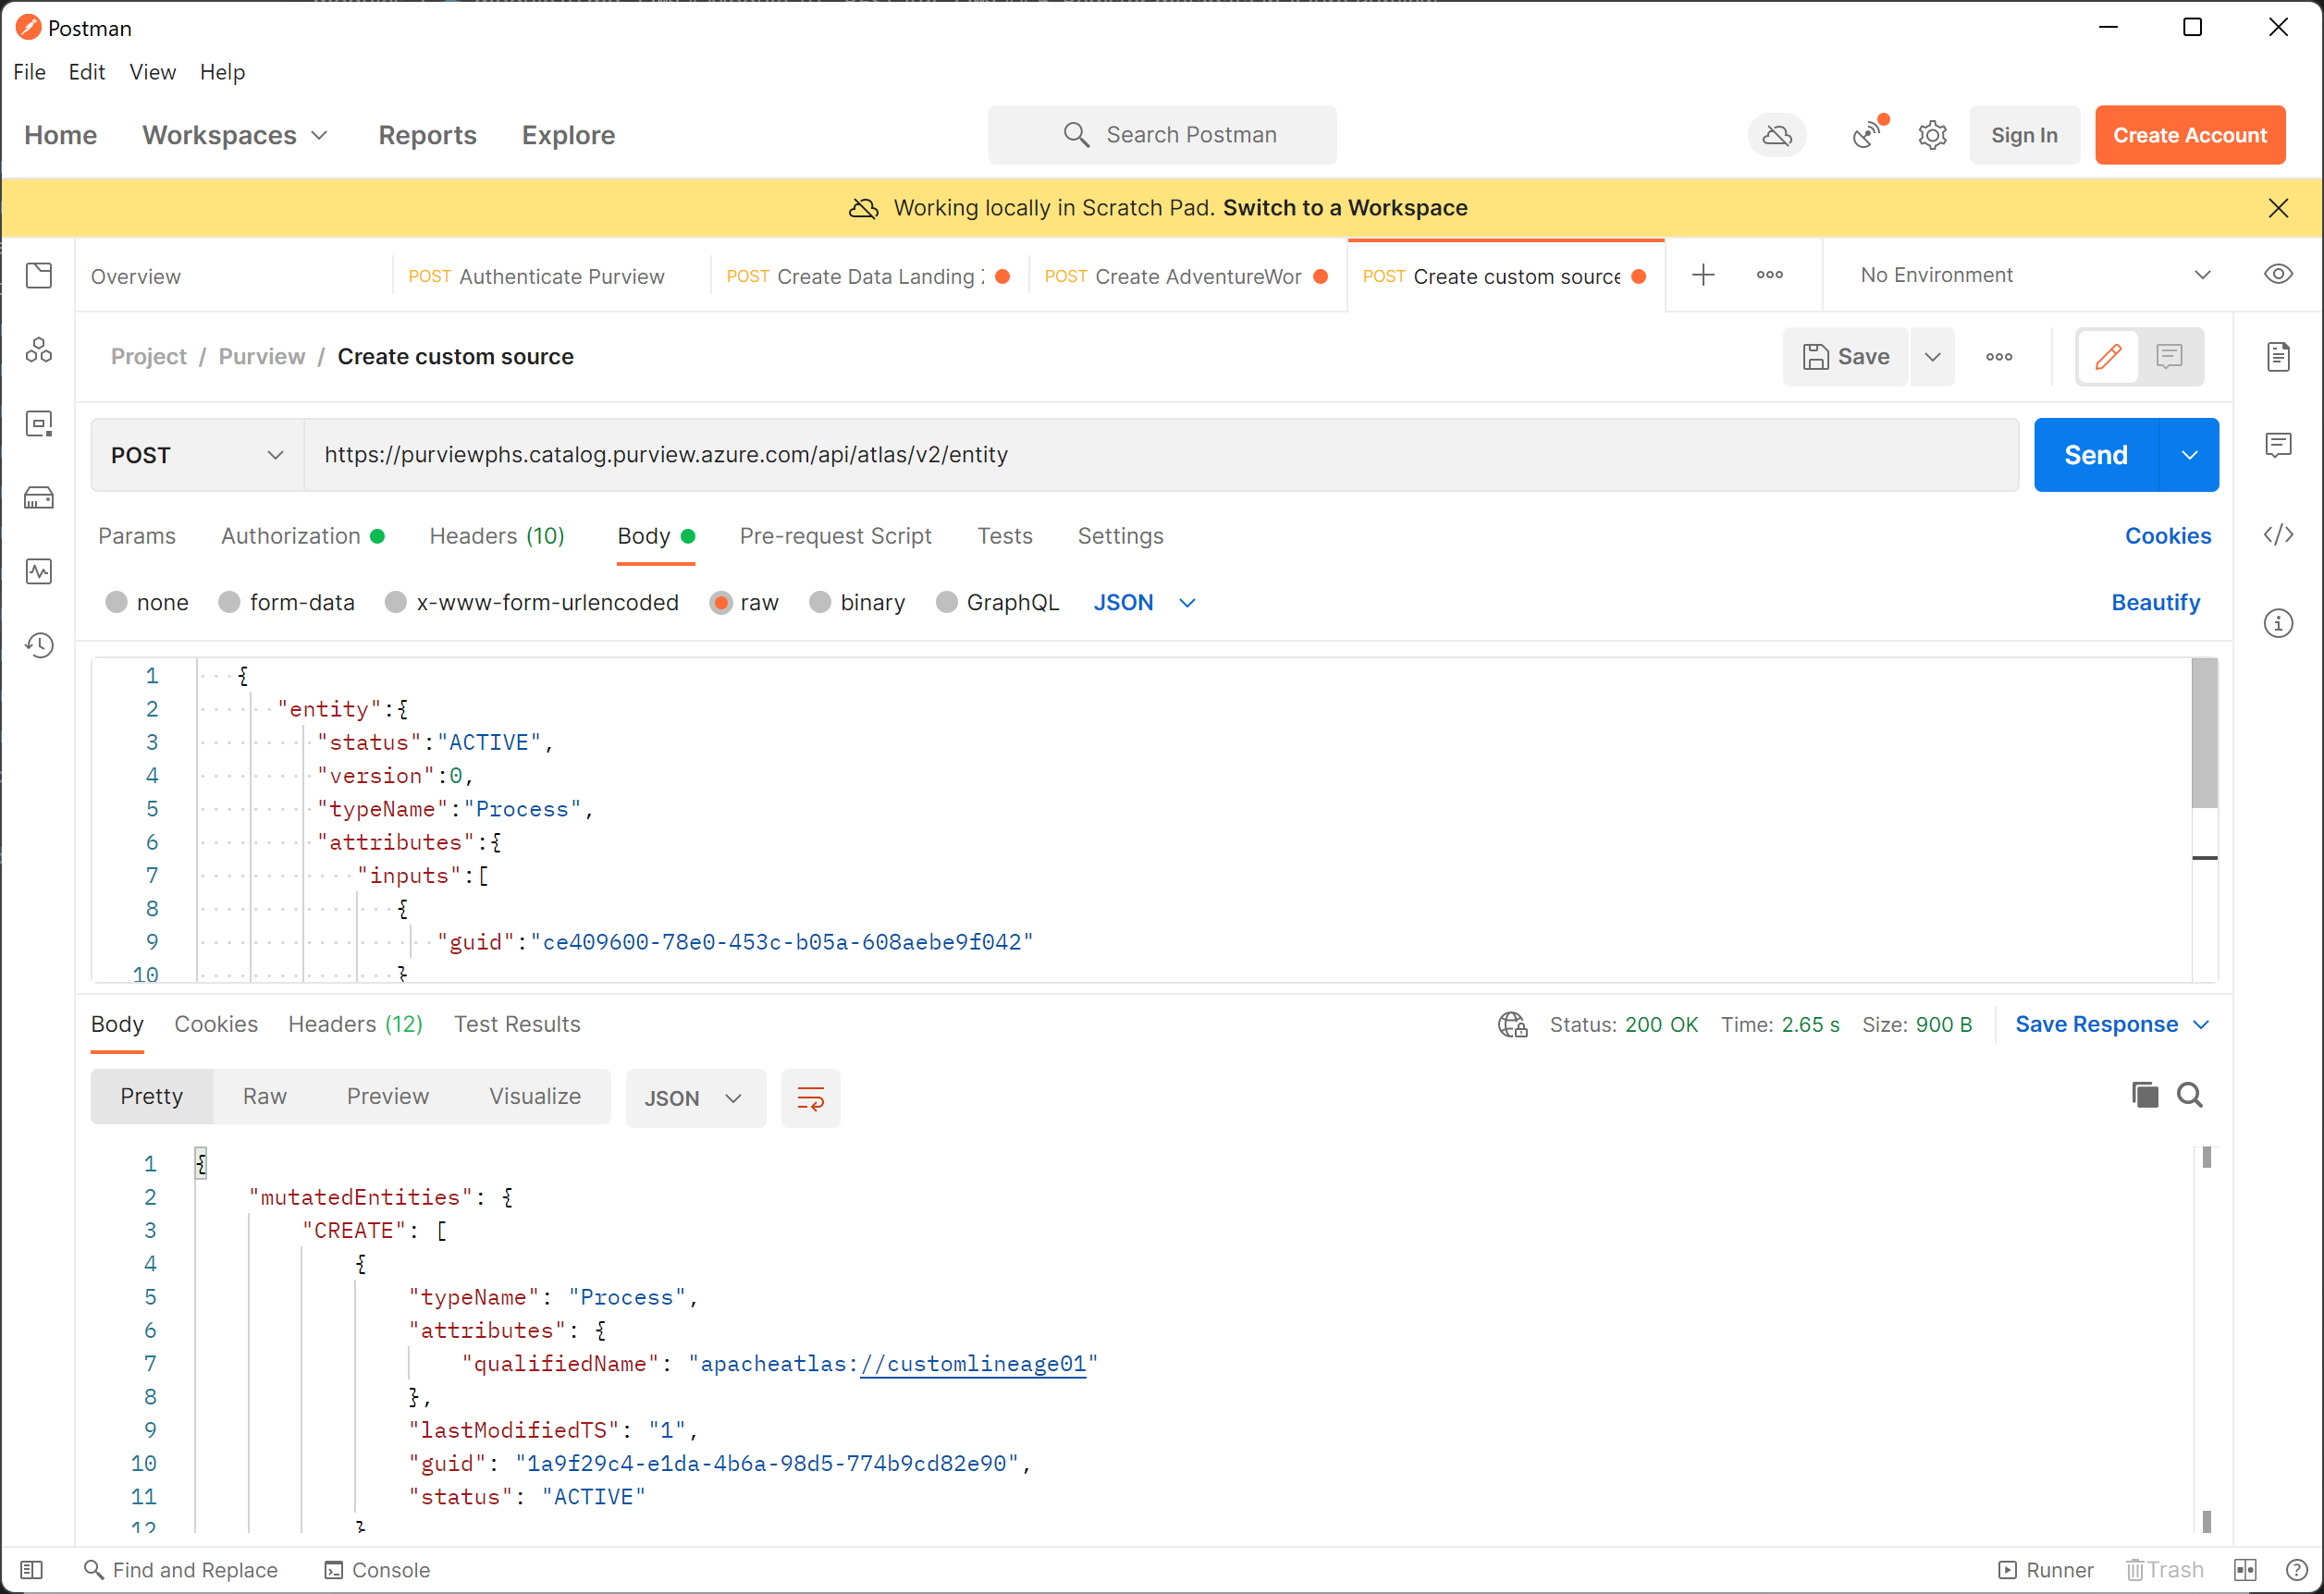 Postman
File Edit View Help
Home Workspaces Reports Explore Search Postman Sign In Create Account
Working locally in Scratch Pad. Switch to a Workspace
Overview POST Authenticate Purview POST Create Data Landing POST Create AdventureWor POST Create custom source No Environment
Project / Purview / Create custom source Save
POST https://purviewphs.catalog.purview.azure.com/api/atlas/v2/entity Send
Params Authorization Headers (10) Body Pre-request Script Tests Settings Cookies
none form-data x-www-form-urlencoded raw binary GraphQL JSON Beautify
1 {
2 "entity":{
3 "status":"ACTIVE",
4 "version":0,
5 "typeName":"Process",
6 "attributes":{
7 "inputs":[
8 {
9 "guid":"ce409600-78e0-453c-b05a-608aebe9f042"
10 }
Body Cookies Headers (12) Test Results Status: 200 OK Time: 2.65 s Size: 900 B Save Response
Pretty Raw Preview Visualize JSON
1 {
2 "mutatedEntities": {
3 "CREATE": [
4 {
5 "typeName": "Process",
6 "attributes": {
7 "qualifiedName": "apacheatlas://customlineage01"
8 },
9 "lastModifiedTS": "1",
10 "guid": "1a9f29c4-e1da-4b6a-98d5-774b9cd82e90",
11 "status": "ACTIVE"
12 }
Find and Replace Console Runner Trash